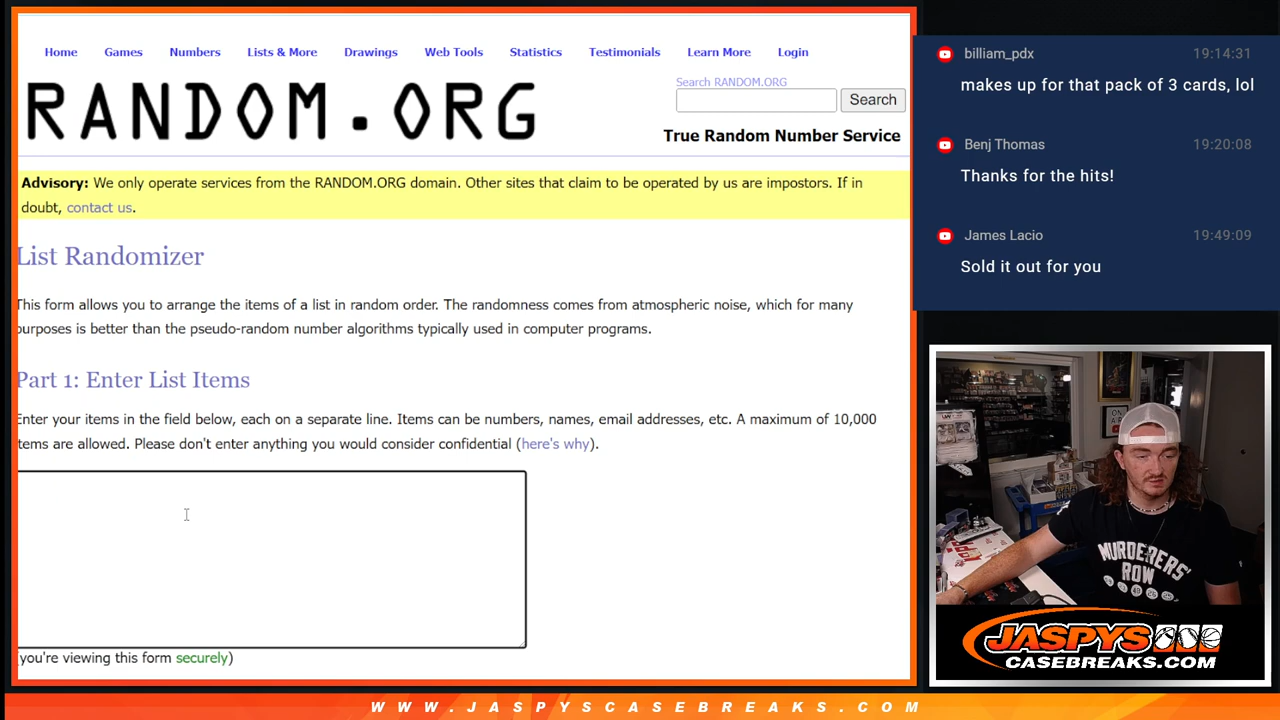 Home Games Numbers Lists & More Drawings Web Tools Statistics Testimonials Learn More Login
RANDOM.ORG
Search RANDOM.ORG
Search
True Random Number Service
Advisory: We only operate services from the RANDOM.ORG domain. Other sites that claim to be operated by us are impostors. If in
doubt, contact us.
List Randomizer
This form allows you to arrange the items of a list in random order. The randomness comes from atmospheric noise, which for many
purposes is better than the pseudo-random number algorithms typically used in computer programs.
Part 1: Enter List Items
Enter your items in the field below, each on a separate line. Items can be numbers, names, email addresses, etc. A maximum of 10,000
items are allowed. Please don't enter anything you would consider confidential (here's why).
(you're viewing this form securely)
billiam_pdx 19:14:31
makes up for that pack of 3 cards, lol
Benj Thomas 19:20:08
Thanks for the hits!
James Lacio 19:49:09
Sold it out for you
MURDERERS'
ROW
JASPYS
CASEBREAKS.COM
WWW.JASPYSCASEBREAKS.COM